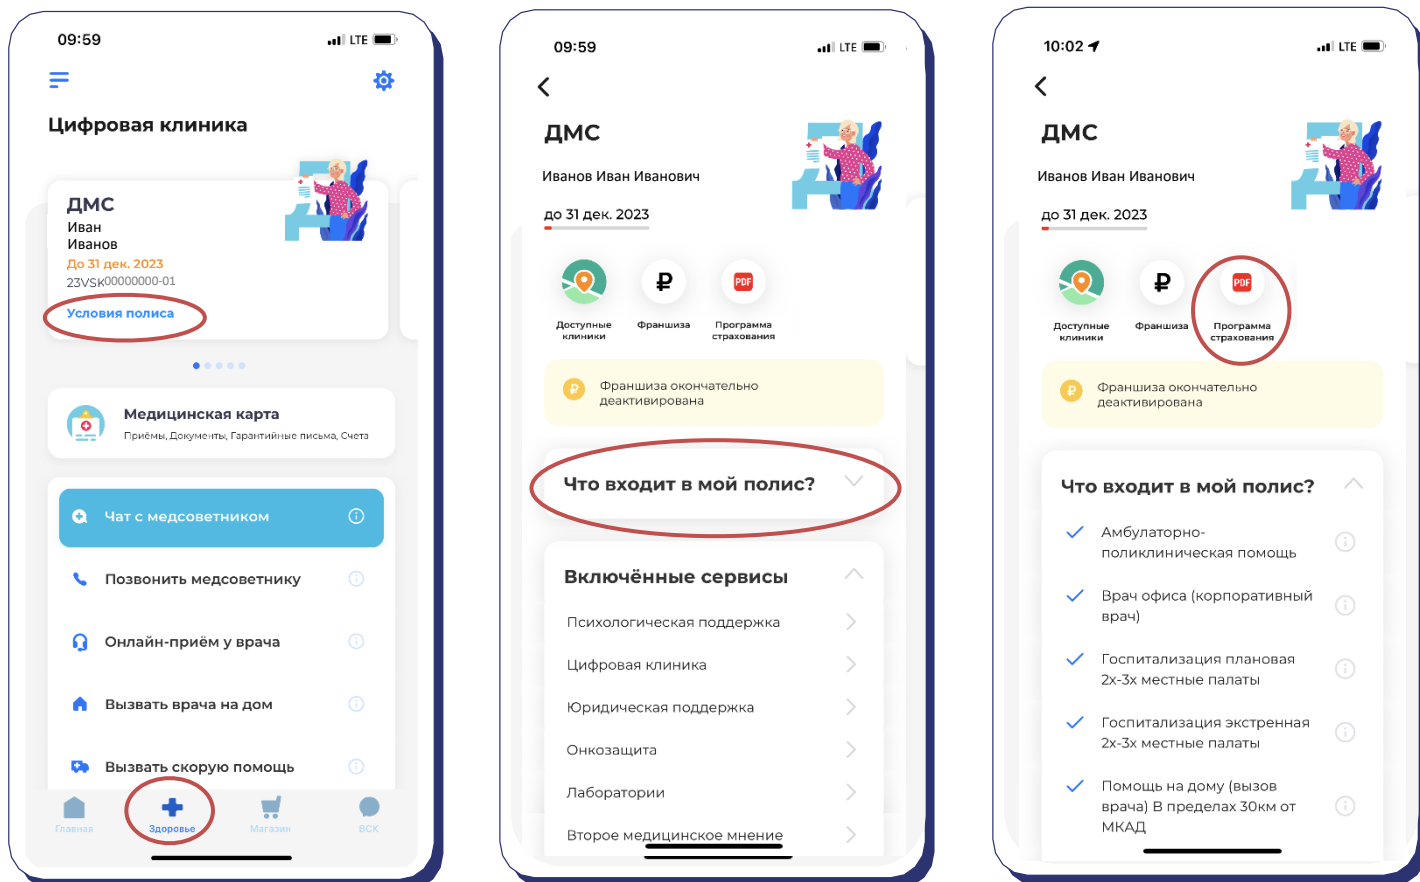 09:59
LTE
Цифровая клиника
ДМС
Иван
Иванов
До 31 дек. 2023
23VSK00000000-01
Условия полиса
Медицинская карта
Приёмы, Документы, Гарантийные письма, Счета
Чат с медсоветником
Позвонить медсоветнику
Онлайн-приём у врача
Вызвать врача на дом
Вызвать скорую помощь
Главная
Здоровье
Магазин
ВСК
09:59
LTE
ДМС
Иванов Иван Иванович
до 31 дек. 2023
PDF
Доступные
клиники
Франшиза
Программа
страхования
Франшиза окончательно
деактивирована
Что входит в мой полис?
Включённые сервисы
Психологическая поддержка
Цифровая клиника
Юридическая поддержка
Онкозащита
Лаборатории
Второе медицинское мнение
10:02
LTE
ДМС
Иванов Иван Иванович
до 31 дек. 2023
PDF
Доступные
клиники
Франшиза
Программа
страхования
Франшиза окончательно
деактивирована
Что входит в мой полис?
Амбулаторно-
поликлиническая помощь
Врач офиса (корпоративный
врач)
Госпитализация плановая
2х-3х местные палаты
Госпитализация экстренная
2х-3х местные палаты
Помощь на дому (вызов
врача) В пределах 30км от
МКАД